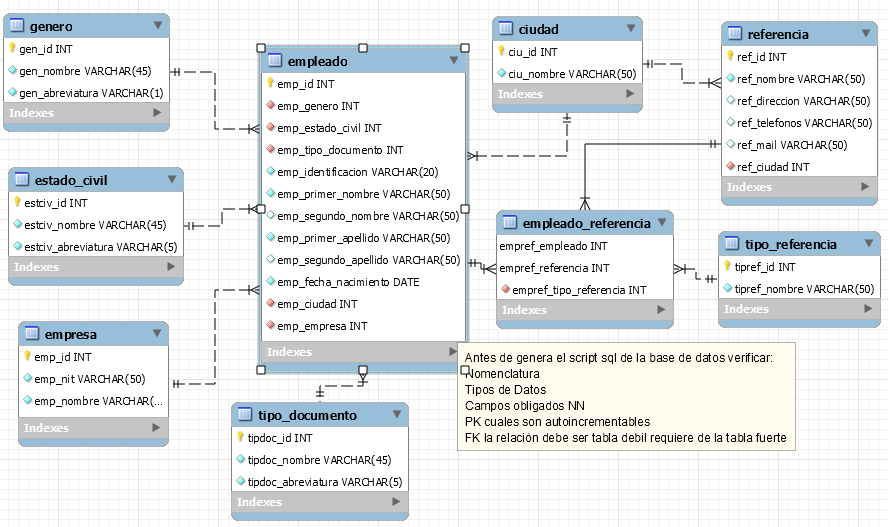 genero
gen_id INT
gen_nombre VARCHAR(45)
gen_abreviatura VARCHAR(1)
Indexes
estado_civil
estciv_id INT
estciv_nombre VARCHAR(45)
estciv_abreviatura VARCHAR(5)
Indexes
empresa
emp_id INT
emp_nit VARCHAR(50)
emp_nombre VARCHAR(...
Indexes
empleado
emp_id INT
emp_genero INT
emp_estado_civil INT
emp_tipo_documento INT
emp_identificacion VARCHAR(20)
emp_primer_nombre VARCHAR(50)
emp_segundo_nombre VARCHAR(50)
emp_primer_apellido VARCHAR(50)
emp_segundo_apellido VARCHAR(50)
emp_fecha_nacimiento DATE
emp_ciudad INT
emp_empresa INT
Indexes
tipo_documento
tipdoc_id INT
tipdoc_nombre VARCHAR(45)
tipdoc_abreviatura VARCHAR(5)
Indexes
ciudad
ciu_id INT
ciu_nombre VARCHAR(50)
Indexes
empleado_referencia
empref_empleado INT
empref_referencia INT
empref_tipo_referencia INT
Indexes
referencia
ref_id INT
ref_nombre VARCHAR(50)
ref_direccion VARCHAR(50)
ref_telefonos VARCHAR(50)
ref_mail VARCHAR(50)
ref_ciudad INT
Indexes
tipo_referencia
tipref_id INT
tipref_nombre VARCHAR(50)
Indexes
Antes de genera el script sql de la base de datos verificar:
Nomenclatura
Tipos de Datos
Campos obligados NN
PK cuales son autoincrementables
FK la relación debe ser tabla debil requiere de la tabla fuerte